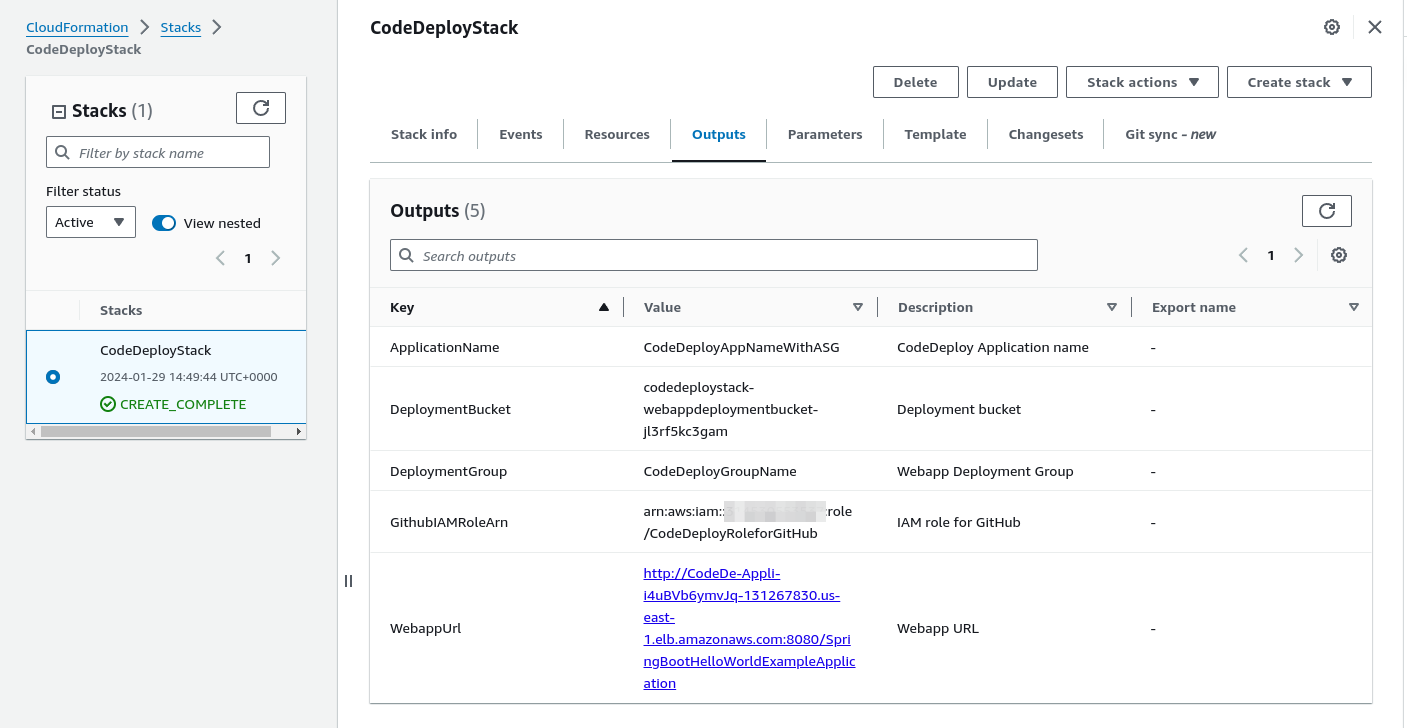 CloudFormation Stacks
CodeDeployStack
Stacks (1)
Filter by stack name
Filter status
Active View nested
1
Stacks
CodeDeployStack
2024-01-29 14:49:44 UTC+0000
CREATE_COMPLETE
CodeDeployStack
Delete Update Stack actions Create stack
Stack info Events Resources Outputs Parameters Template Changesets Git sync - new
Outputs (5)
Search outputs
1
Key Value Description Export name
ApplicationName CodeDeployAppNameWithASG CodeDeploy Application name -
codedeploystack-
DeploymentBucket webappdeploymentbucket- Deployment bucket -
jl3rf5kc3gam
DeploymentGroup CodeDeployGroupName Webapp Deployment Group -
arn:aws:iam:: :role
GithubIAMRoleArn IAM role for GitHub -
/CodeDeployRoleforGitHub
http://CodeDe-Appli-
i4uBVb6ymvJq-131267830.us-
east-
WebappUrl Webapp URL -
1.elb.amazonaws.com:8080/Spri
ngBootHelloWorldExampleApplic
ation